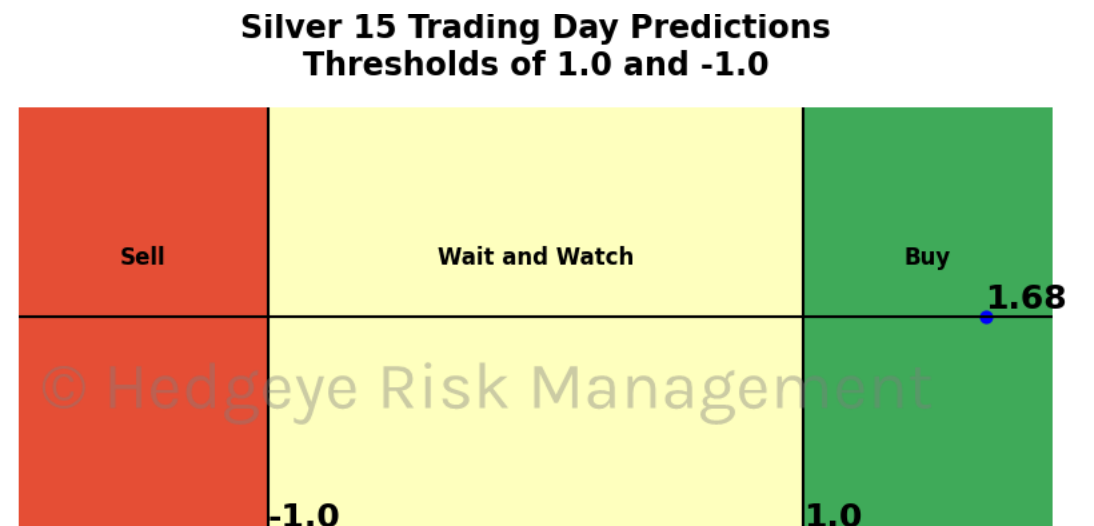 Silver 15 Trading Day Predictions
Thresholds of 1.0 and -1.0
Sell
Wait and Watch
Buy
1.68
© Hedgeye Risk Management
-1.0
1.0